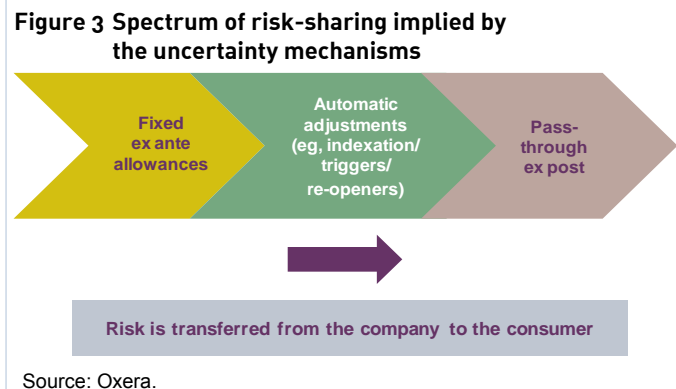 Figure 3 Spectrum of risk-sharing implied by
the uncertainty mechanisms
Fixed
ex ante
allowances
Automatic
adjustments
(eg, indexation/
triggers/
re-openers)
Pass-
through
ex post
Risk is transferred from the company to the consumer
Source: Oxera.